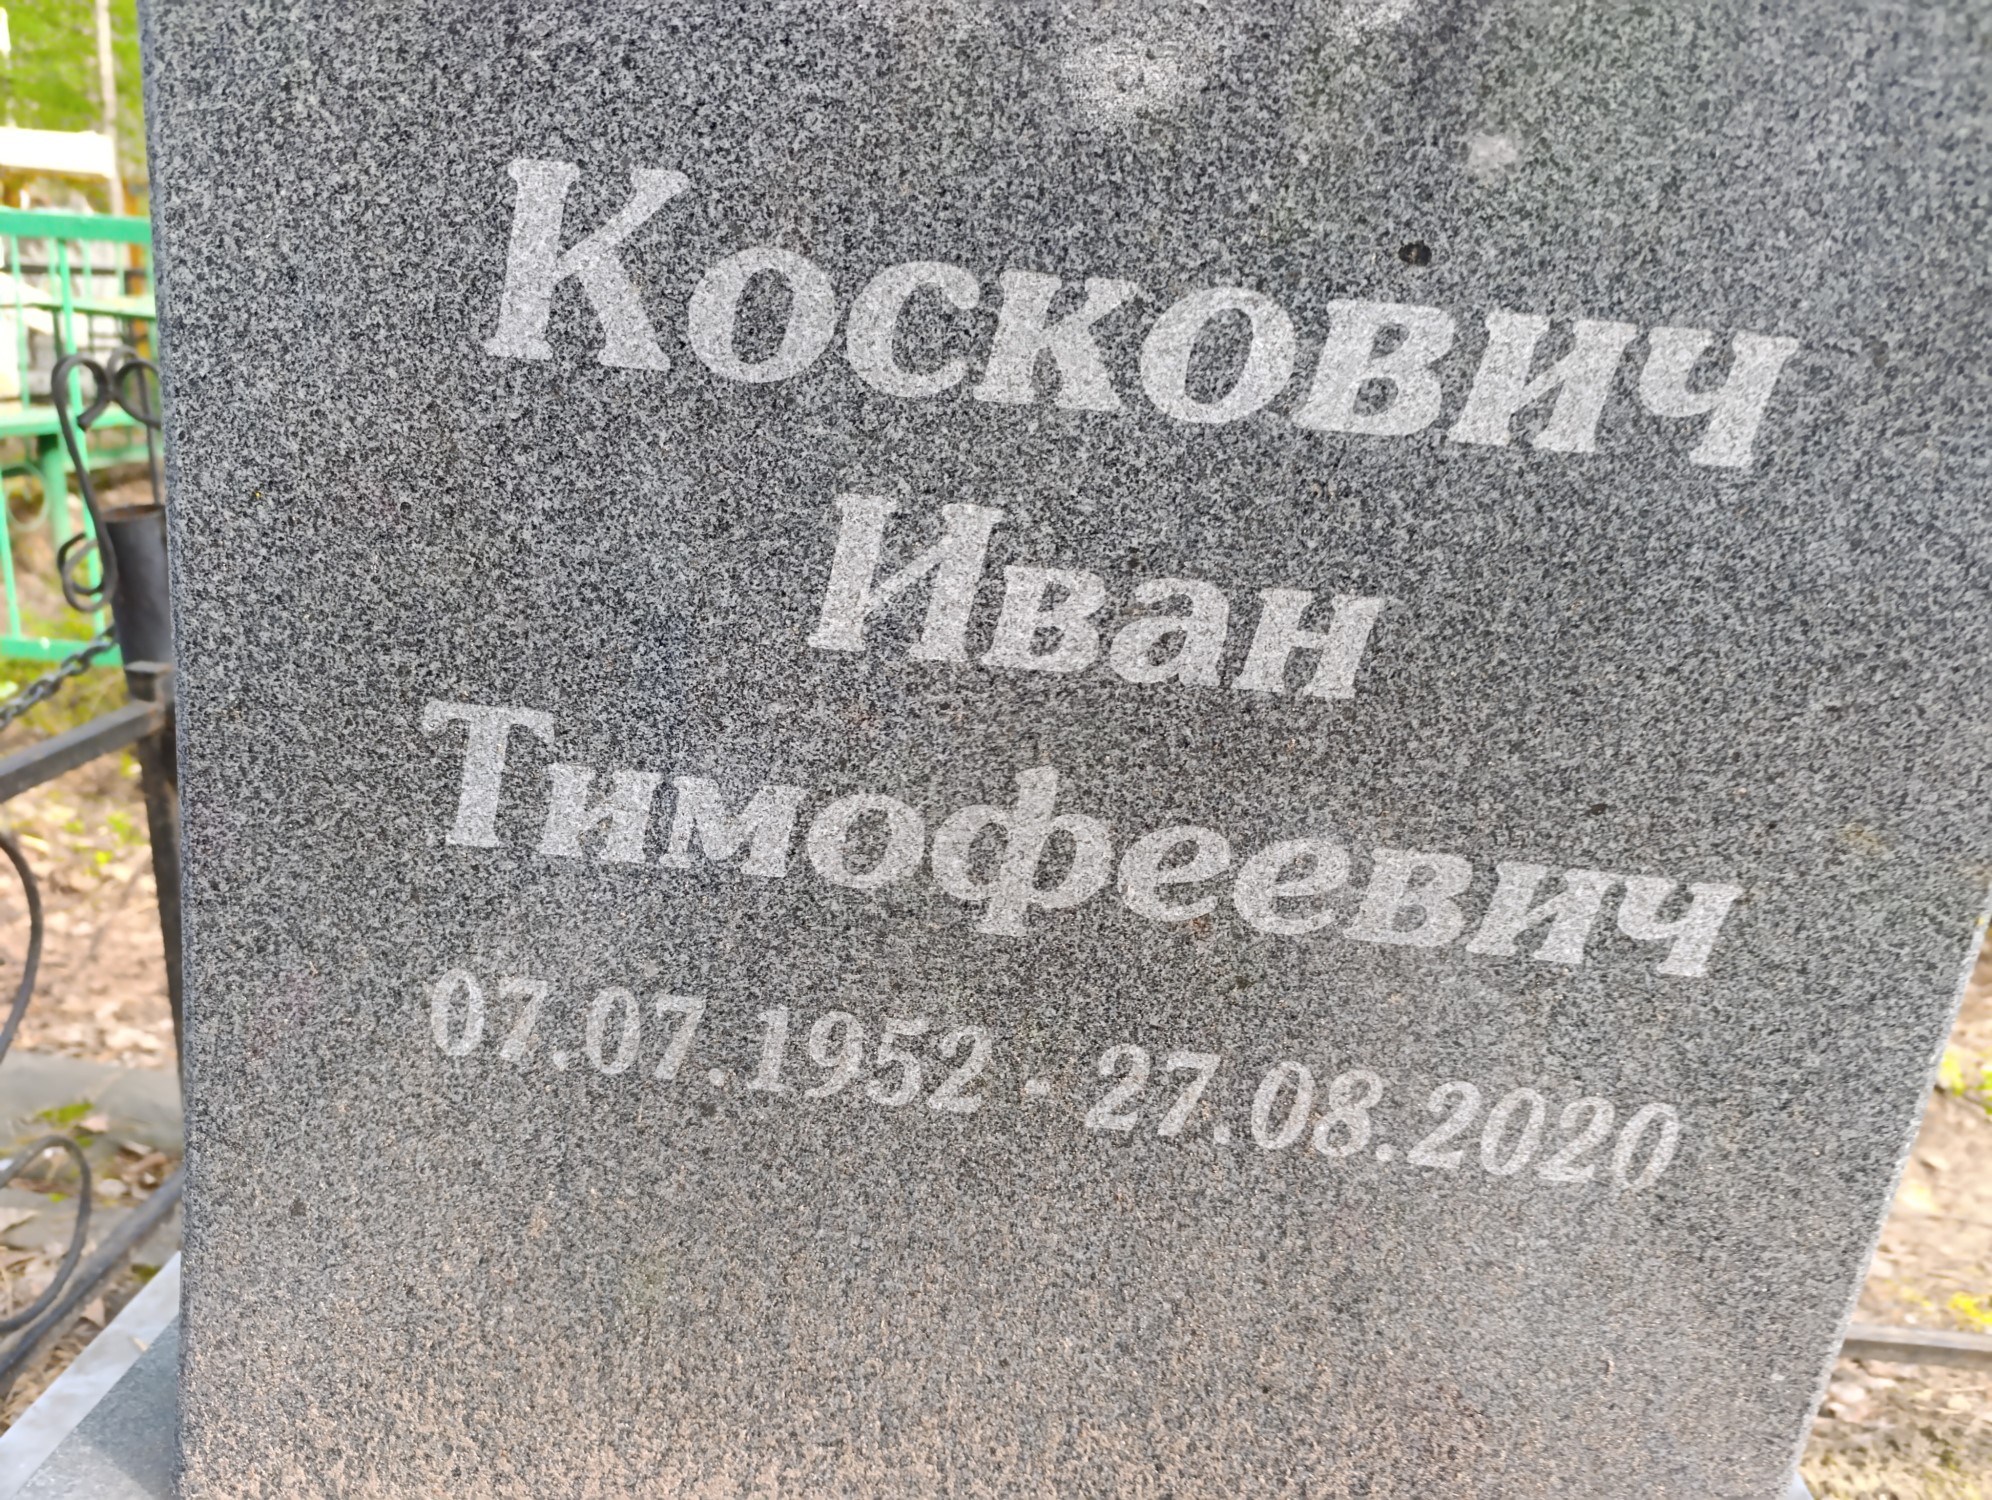 Коскович
Иван
Тимофеевич
07.07.1952 - 27.08.2020